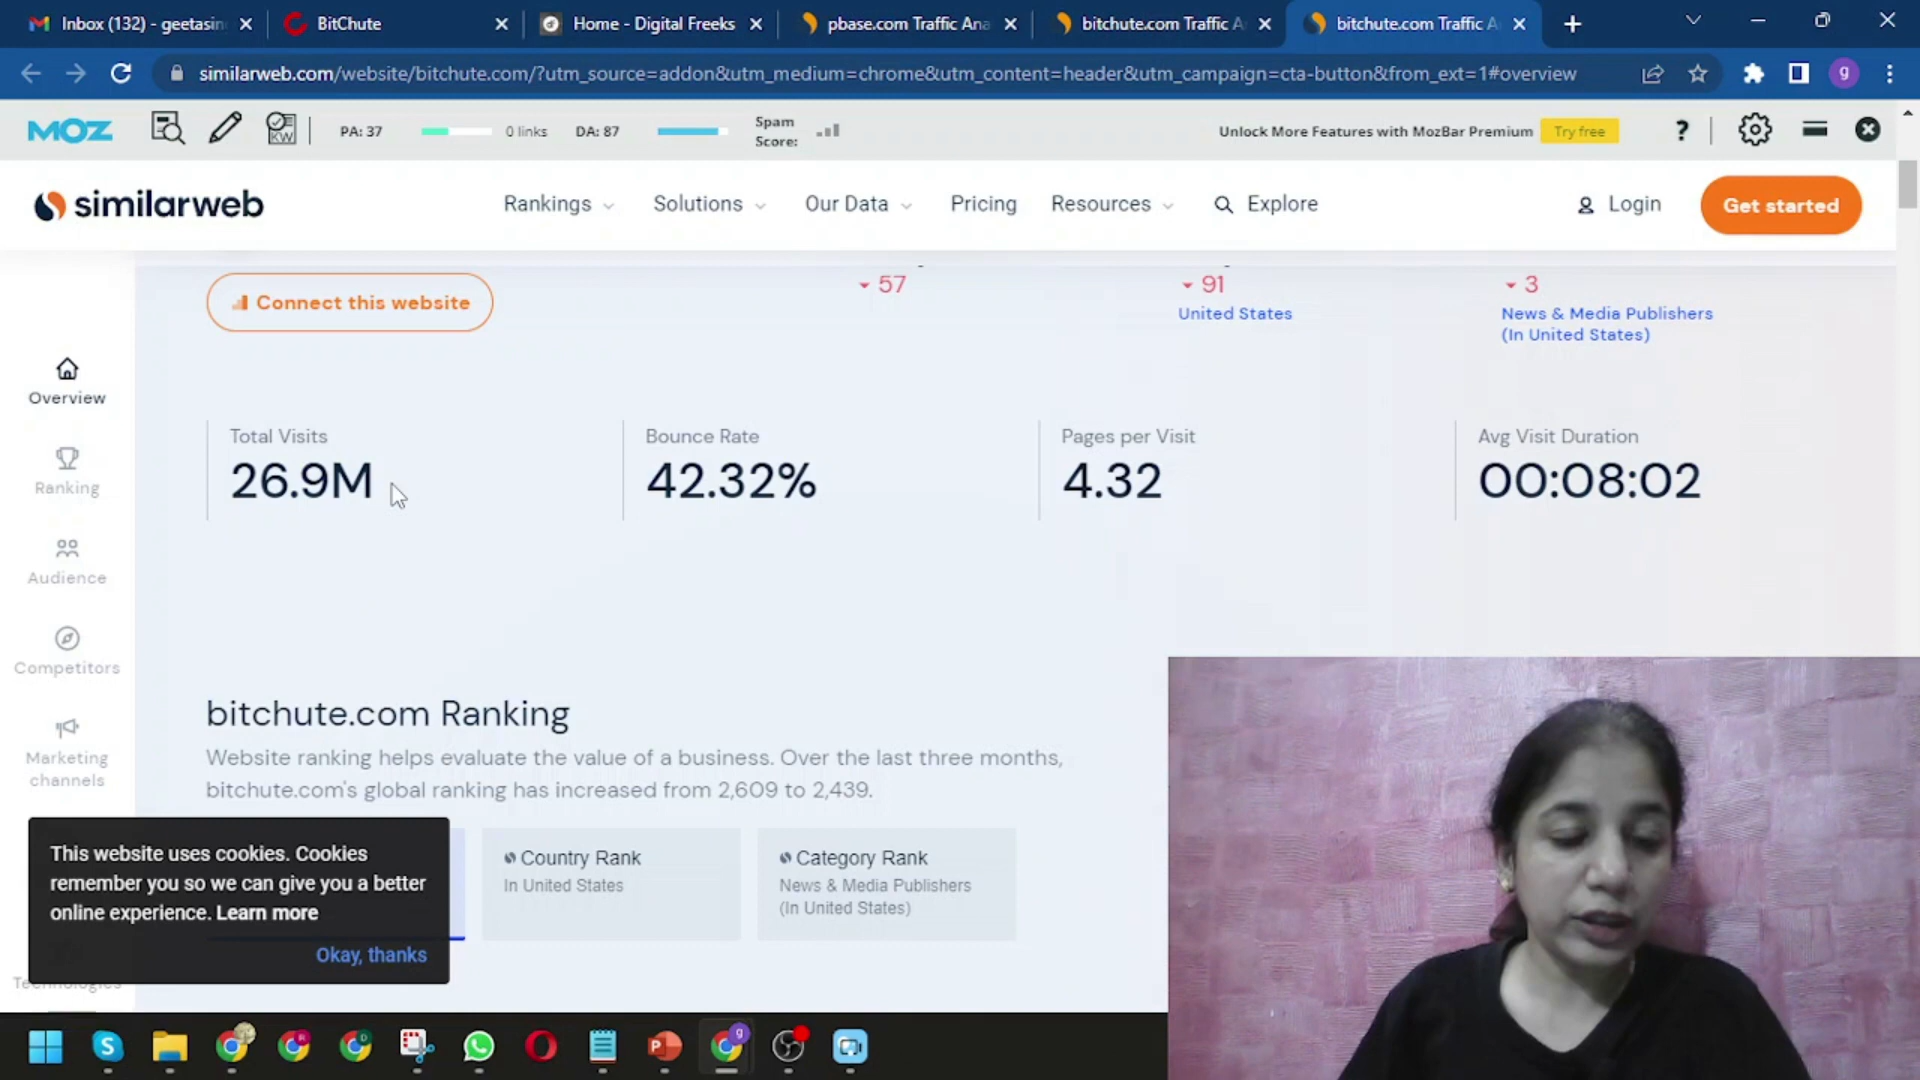 Inbox (132) - geetasin
BitChute
Home - Digital Freeks
pbase.com Traffic Ana
bitchute.com Traffic A
bitchute.com Traffic A
similarweb.com/website/bitchute.com/?utm_source=addon&utm_medium=chrome&utm_content=header&utm_campaign=cta-button&from_ext=1#overview
g
MOZ
KW
PA: 37
0 links
DA: 87
Spam
Score:
Unlock More Features with MozBar Premium
Try free
?
similarweb
Rankings
Solutions
Our Data
Pricing
Resources
Explore
Login
Get started
Connect this website
57
91
United States
3
News & Media Publishers
(In United States)
Overview
Ranking
Audience
Competitors
Marketing
channels
Total Visits
26.9M
Bounce Rate
42.32%
Pages per Visit
4.32
Avg Visit Duration
00:08:02
bitchute.com Ranking
Website ranking helps evaluate the value of a business. Over the last three months,
bitchute.com's global ranking has increased from 2,609 to 2,439.
Country Rank
In United States
Category Rank
News & Media Publishers
(In United States)
This website uses cookies. Cookies
remember you so we can give you a better
online experience. Learn more
Okay, thanks